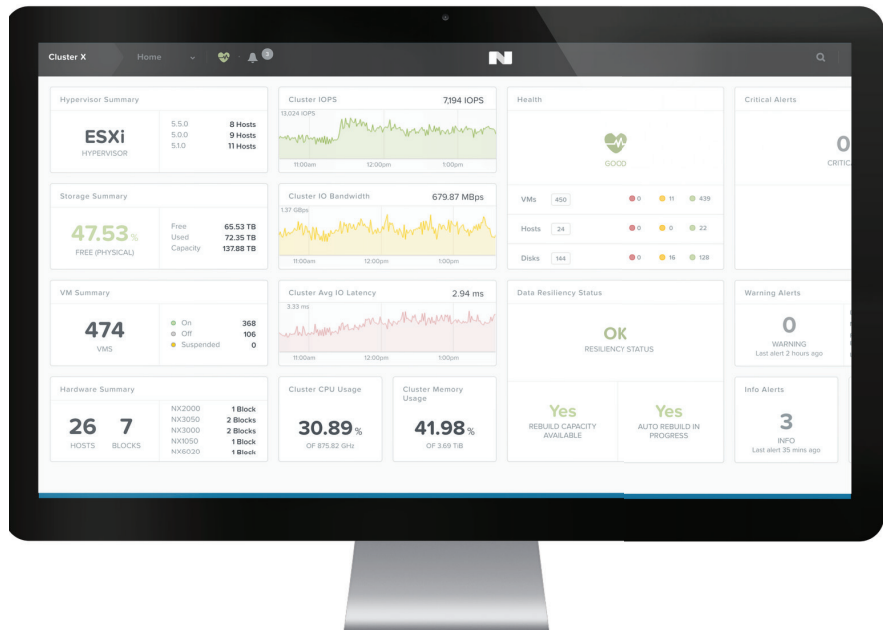 Cluster X
Home
3
N
Hypervisor Summary
ESXi
HYPERVISOR
5.5.0 8 Hosts
5.0.0 9 Hosts
5.1.0 11 Hosts
Cluster IOPS 7,194 IOPS
13,024 IOPS
11:00am 12:00pm 1:00pm
Health
GOOD
VMs 450 0 11 439
Hosts 24 0 0 22
Disks 144 0 16 128
Critical Alerts
0
CRITIC
Storage Summary
47.53%
FREE (PHYSICAL)
Free 65.53 TB
Used 72.35 TB
Capacity 137.88 TB
Cluster IO Bandwidth 679.87 MBps
1.37 GBps
11:00am 12:00pm 1:00pm
VM Summary
474
VMS
On 368
Off 106
Suspended 0
Cluster Avg IO Latency 2.94 ms
3.33 ms
11:00am 12:00pm 1:00pm
Data Resiliency Status
OK
RESILIENCY STATUS
Yes
REBUILD CAPACITY
AVAILABLE
Yes
AUTO REBUILD IN
PROGRESS
Warning Alerts
0
WARNING
Last alert 2 hours ago
Hardware Summary
26
HOSTS
7
BLOCKS
NX2000 1 Block
NX3050 2 Blocks
NX3000 2 Blocks
NX1050 1 Block
NX6020 1 Block
Cluster CPU Usage
30.89%
OF 875.82 GHz
Cluster Memory
Usage
41.98%
OF 3.69 TiB
Info Alerts
3
INFO
Last alert 35 mins ago